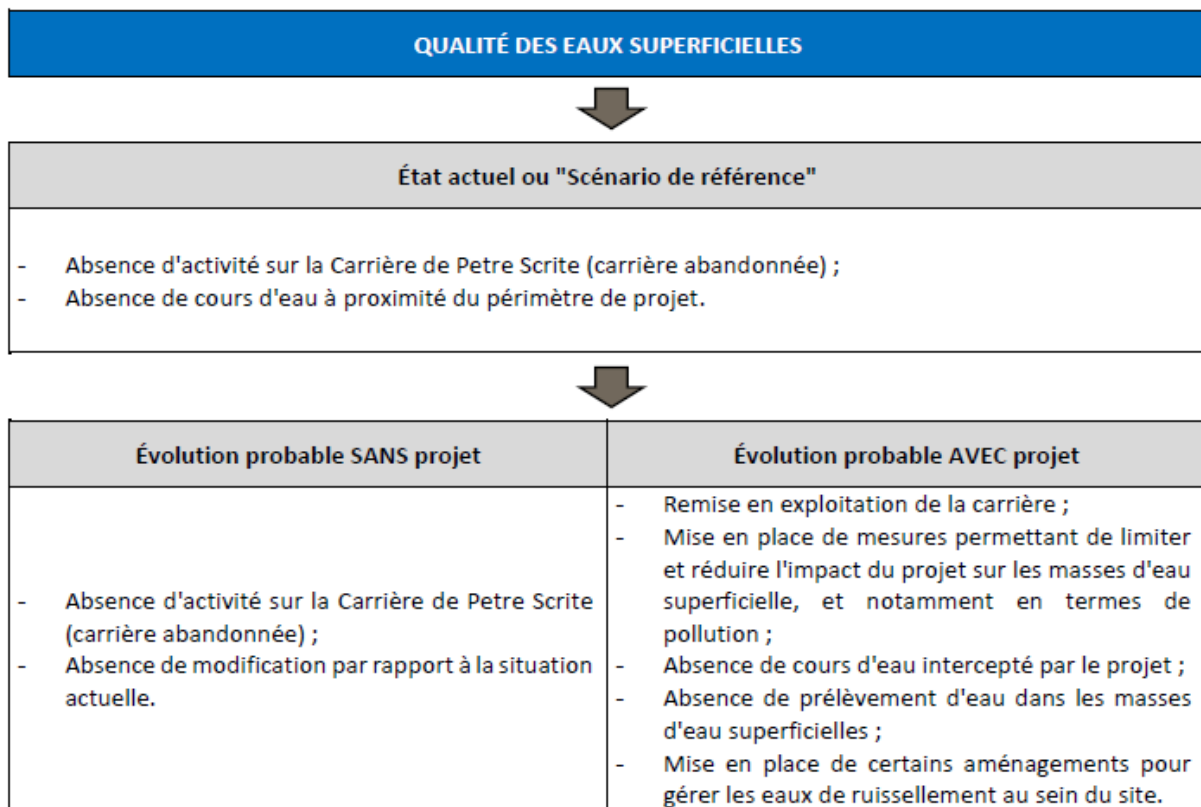 QUALITÉ DES EAUX SUPERFICIELLES
État actuel ou "Scénario de référence"
- Absence d'activité sur la Carrière de Petre Scrite (carrière abandonnée) ;
- Absence de cours d'eau à proximité du périmètre de projet.
Évolution probable SANS projet
- Absence d'activité sur la Carrière de Petre Scrite
(carrière abandonnée) ;
- Absence de modification par rapport à la situation
actuelle.
Évolution probable AVEC projet
- Remise en exploitation de la carrière ;
- Mise en place de mesures permettant de limiter
et réduire l'impact du projet sur les masses d'eau
superficielle, et notamment en termes de
pollution ;
- Absence de cours d'eau intercepté par le projet ;
- Absence de prélèvement d'eau dans les masses
d'eau superficielles ;
- Mise en place de certains aménagements pour
gérer les eaux de ruissellement au sein du site.